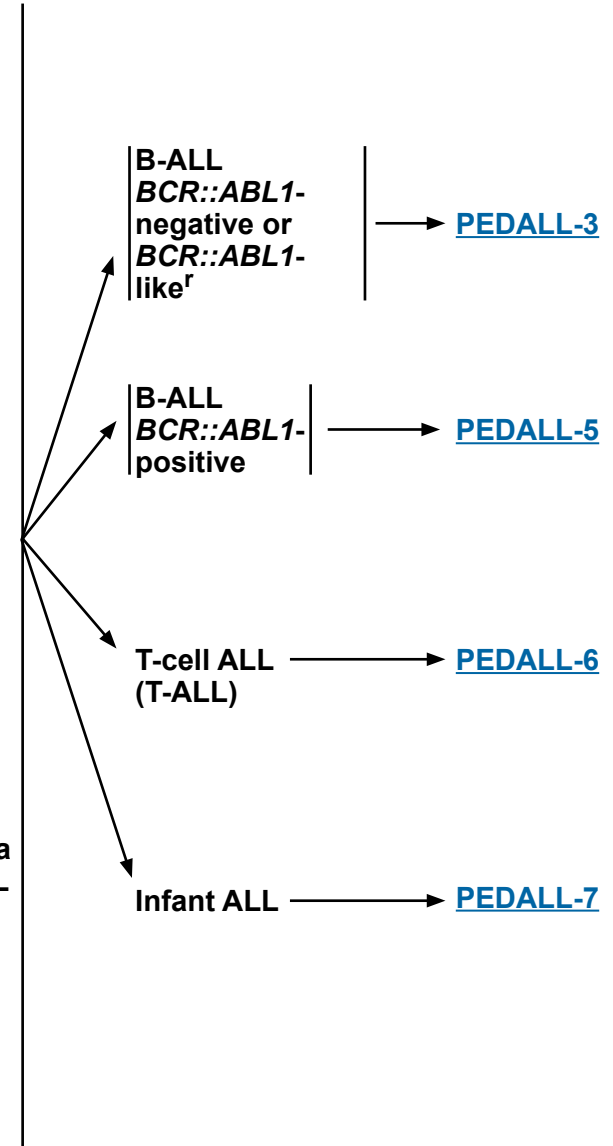 B-ALL
BCR::ABL1-
negative or
BCR::ABL1-
likeʳ
PEDALL-3
B-ALL
BCR::ABL1-
positive
PEDALL-5
T-cell ALL
(T-ALL)
PEDALL-6
a
Infant ALL
PEDALL-7